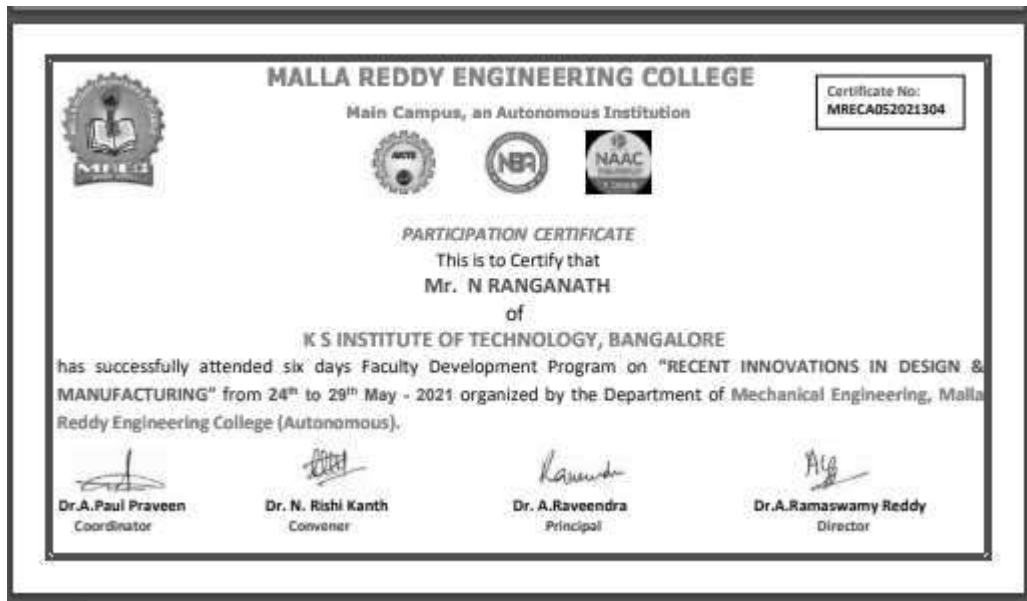 MALLA REDDY ENGINEERING COLLEGE
Main Campus, an Autonomous Institution
Certificate No:
MRECA052021304
NBA
NAAC
PARTICIPATION CERTIFICATE
This is to Certify that
Mr. N RANGANATH
of
K S INSTITUTE OF TECHNOLOGY, BANGALORE
has successfully attended six days Faculty Development Program on "RECENT INNOVATIONS IN DESIGN &
MANUFACTURING" from 24th to 29th May - 2021 organized by the Department of Mechanical Engineering, Malla
Reddy Engineering College (Autonomous).
Dr.A.Paul Praveen
Coordinator
Dr. N. Rishi Kanth
Convener
Dr. A.Raveendra
Principal
Dr.A.Ramaswamy Reddy
Director